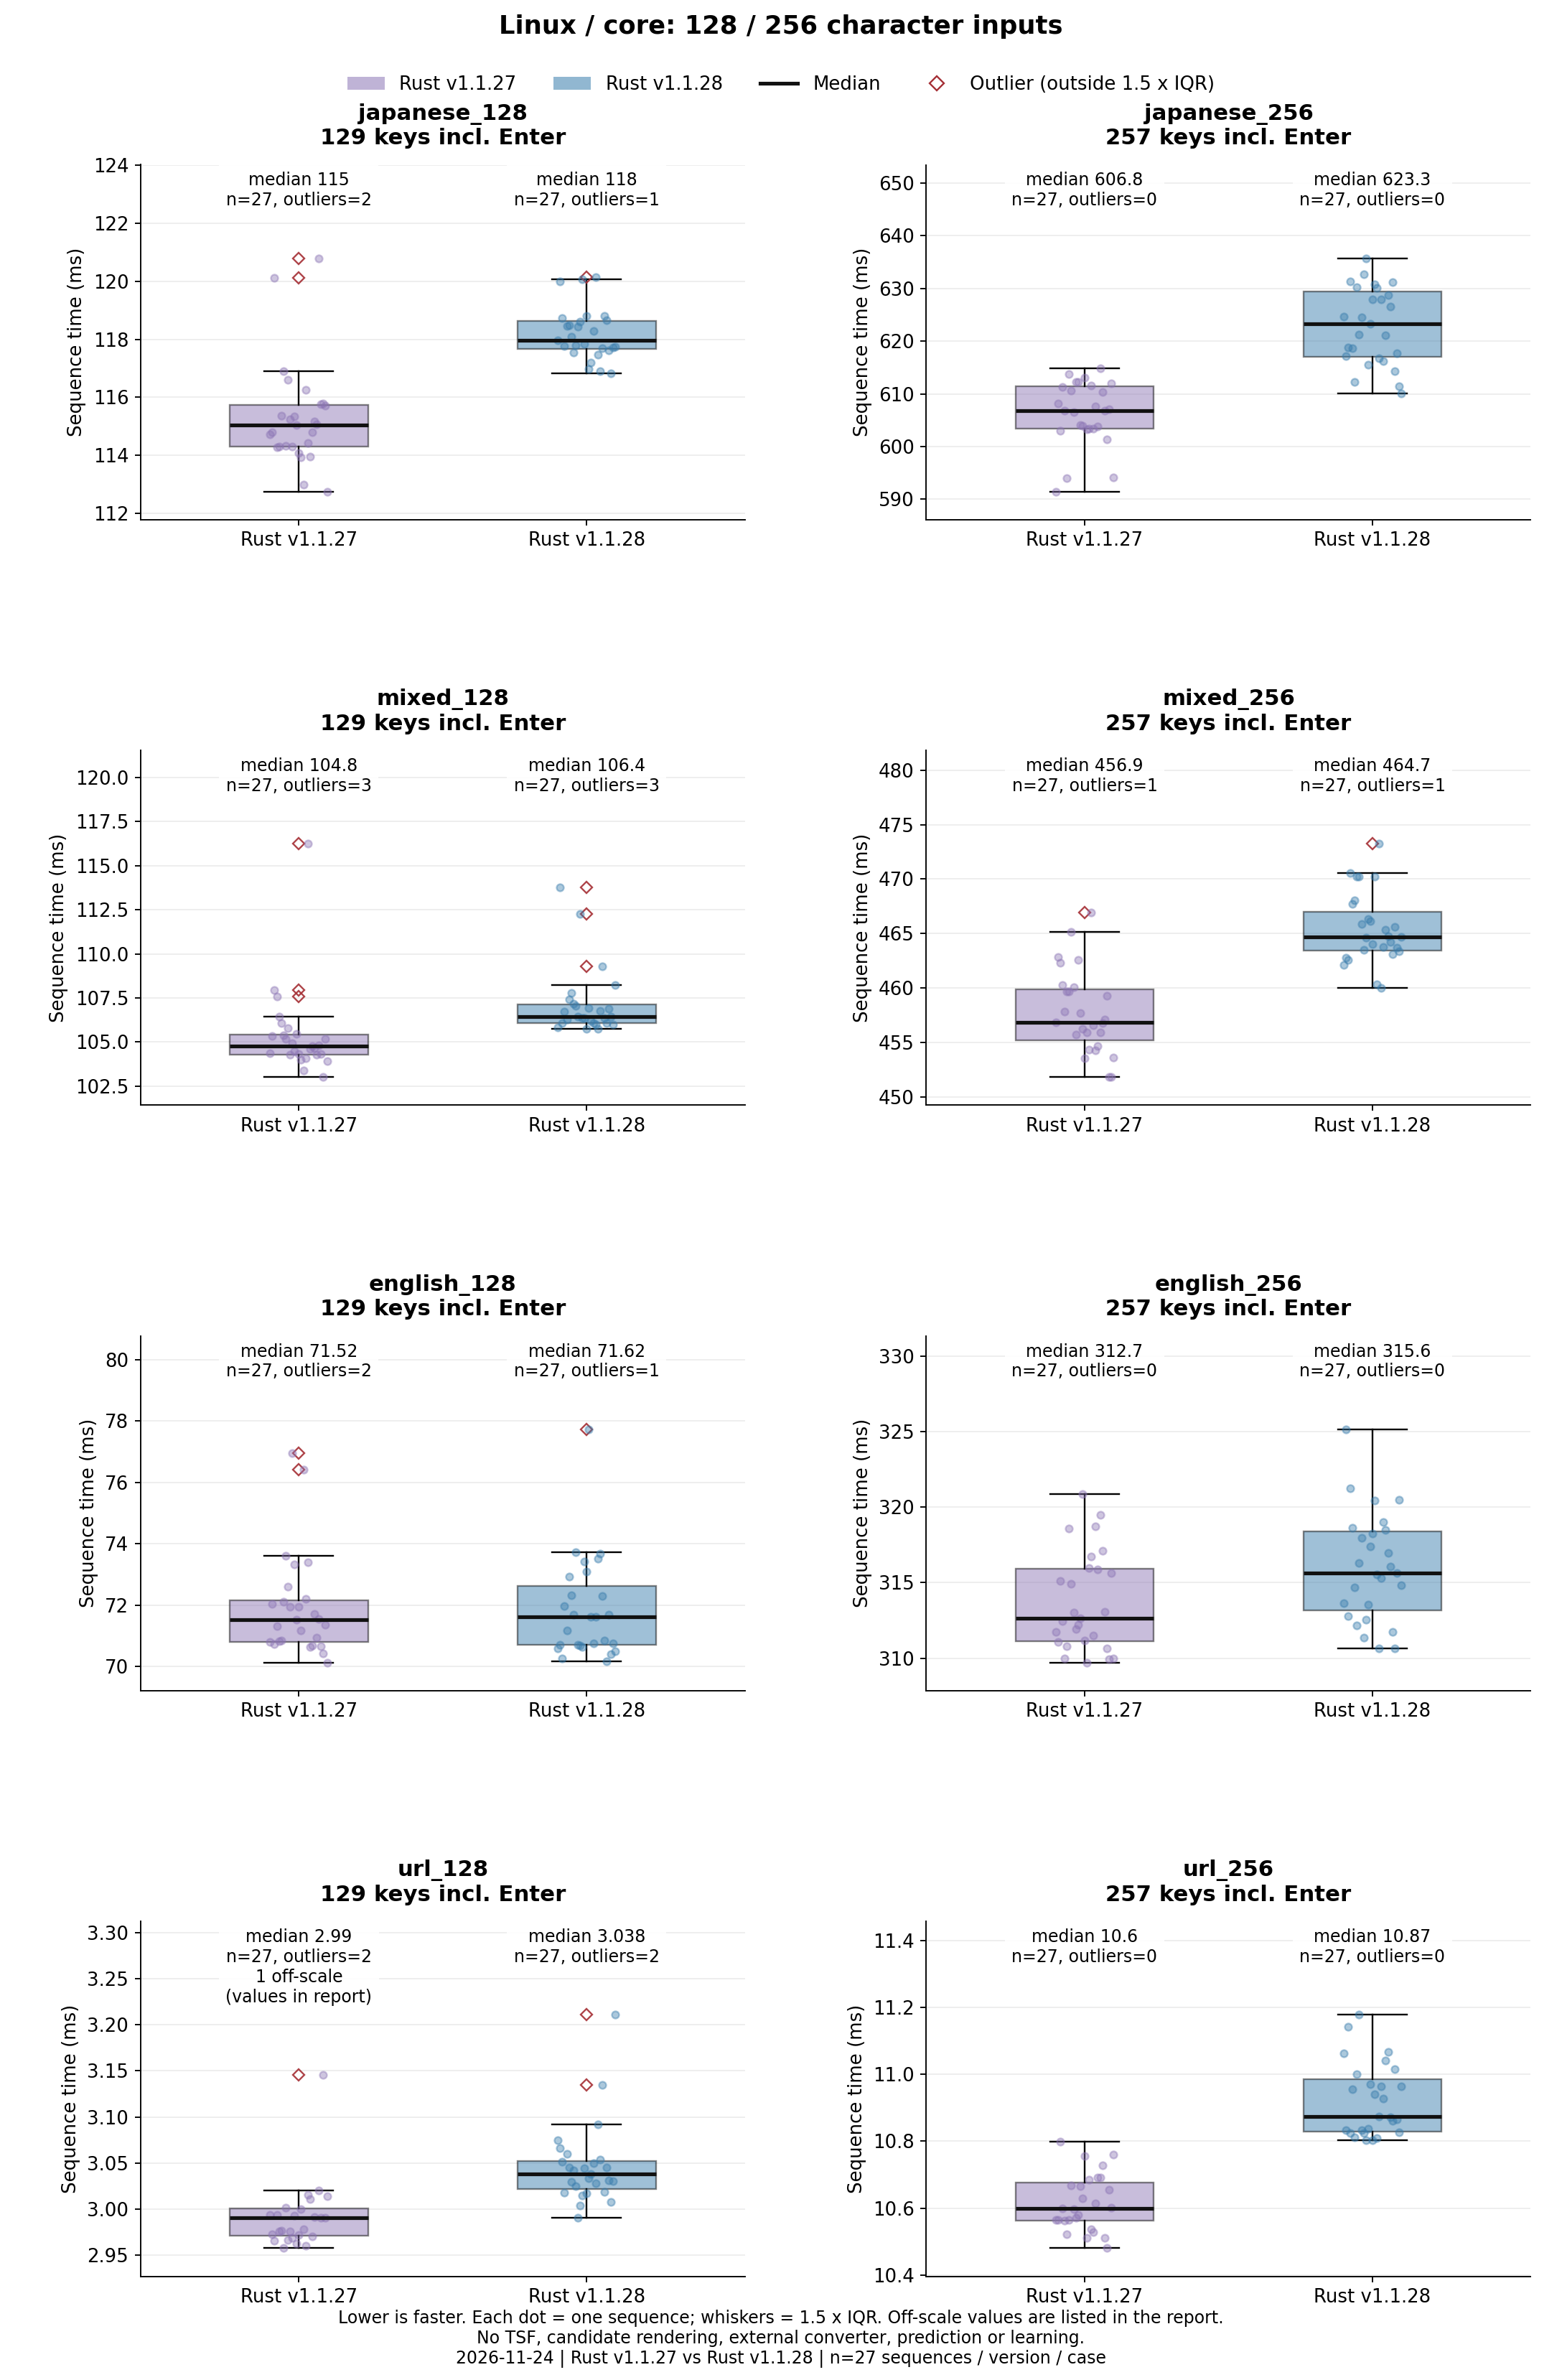 Linux / core: 128 / 256 character inputs
Rust v1.1.27 Rust v1.1.28 Median Outlier (outside 1.5 x IQR)
japanese_128
129 keys incl. Enter
median 115
n=27, outliers=2
median 118
n=27, outliers=1
Sequence time (ms)
124
122
120
118
116
114
112
Rust v1.1.27 Rust v1.1.28
japanese_256
257 keys incl. Enter
median 606.8
n=27, outliers=0
median 623.3
n=27, outliers=0
Sequence time (ms)
650
640
630
620
610
600
590
Rust v1.1.27 Rust v1.1.28
mixed_128
129 keys incl. Enter
median 104.8
n=27, outliers=3
median 106.4
n=27, outliers=3
Sequence time (ms)
120.0
117.5
115.0
112.5
110.0
107.5
105.0
102.5
Rust v1.1.27 Rust v1.1.28
mixed_256
257 keys incl. Enter
median 456.9
n=27, outliers=1
median 464.7
n=27, outliers=1
Sequence time (ms)
480
475
470
465
460
455
450
Rust v1.1.27 Rust v1.1.28
english_128
129 keys incl. Enter
median 71.52
n=27, outliers=2
median 71.62
n=27, outliers=1
Sequence time (ms)
80
78
76
74
72
70
Rust v1.1.27 Rust v1.1.28
english_256
257 keys incl. Enter
median 312.7
n=27, outliers=0
median 315.6
n=27, outliers=0
Sequence time (ms)
330
325
320
315
310
Rust v1.1.27 Rust v1.1.28
url_128
129 keys incl. Enter
median 2.99
n=27, outliers=2
1 off-scale
(values in report)
median 3.038
n=27, outliers=2
Sequence time (ms)
3.30
3.25
3.20
3.15
3.10
3.05
3.00
2.95
Rust v1.1.27 Rust v1.1.28
url_256
257 keys incl. Enter
median 10.6
n=27, outliers=0
median 10.87
n=27, outliers=0
Sequence time (ms)
11.4
11.2
11.0
10.8
10.6
10.4
Rust v1.1.27 Rust v1.1.28
Lower is faster. Each dot = one sequence; whiskers = 1.5 x IQR. Off-scale values are listed in the report.
No TSF, candidate rendering, external converter, prediction or learning.
2026-11-24 | Rust v1.1.27 vs Rust v1.1.28 | n=27 sequences / version / case